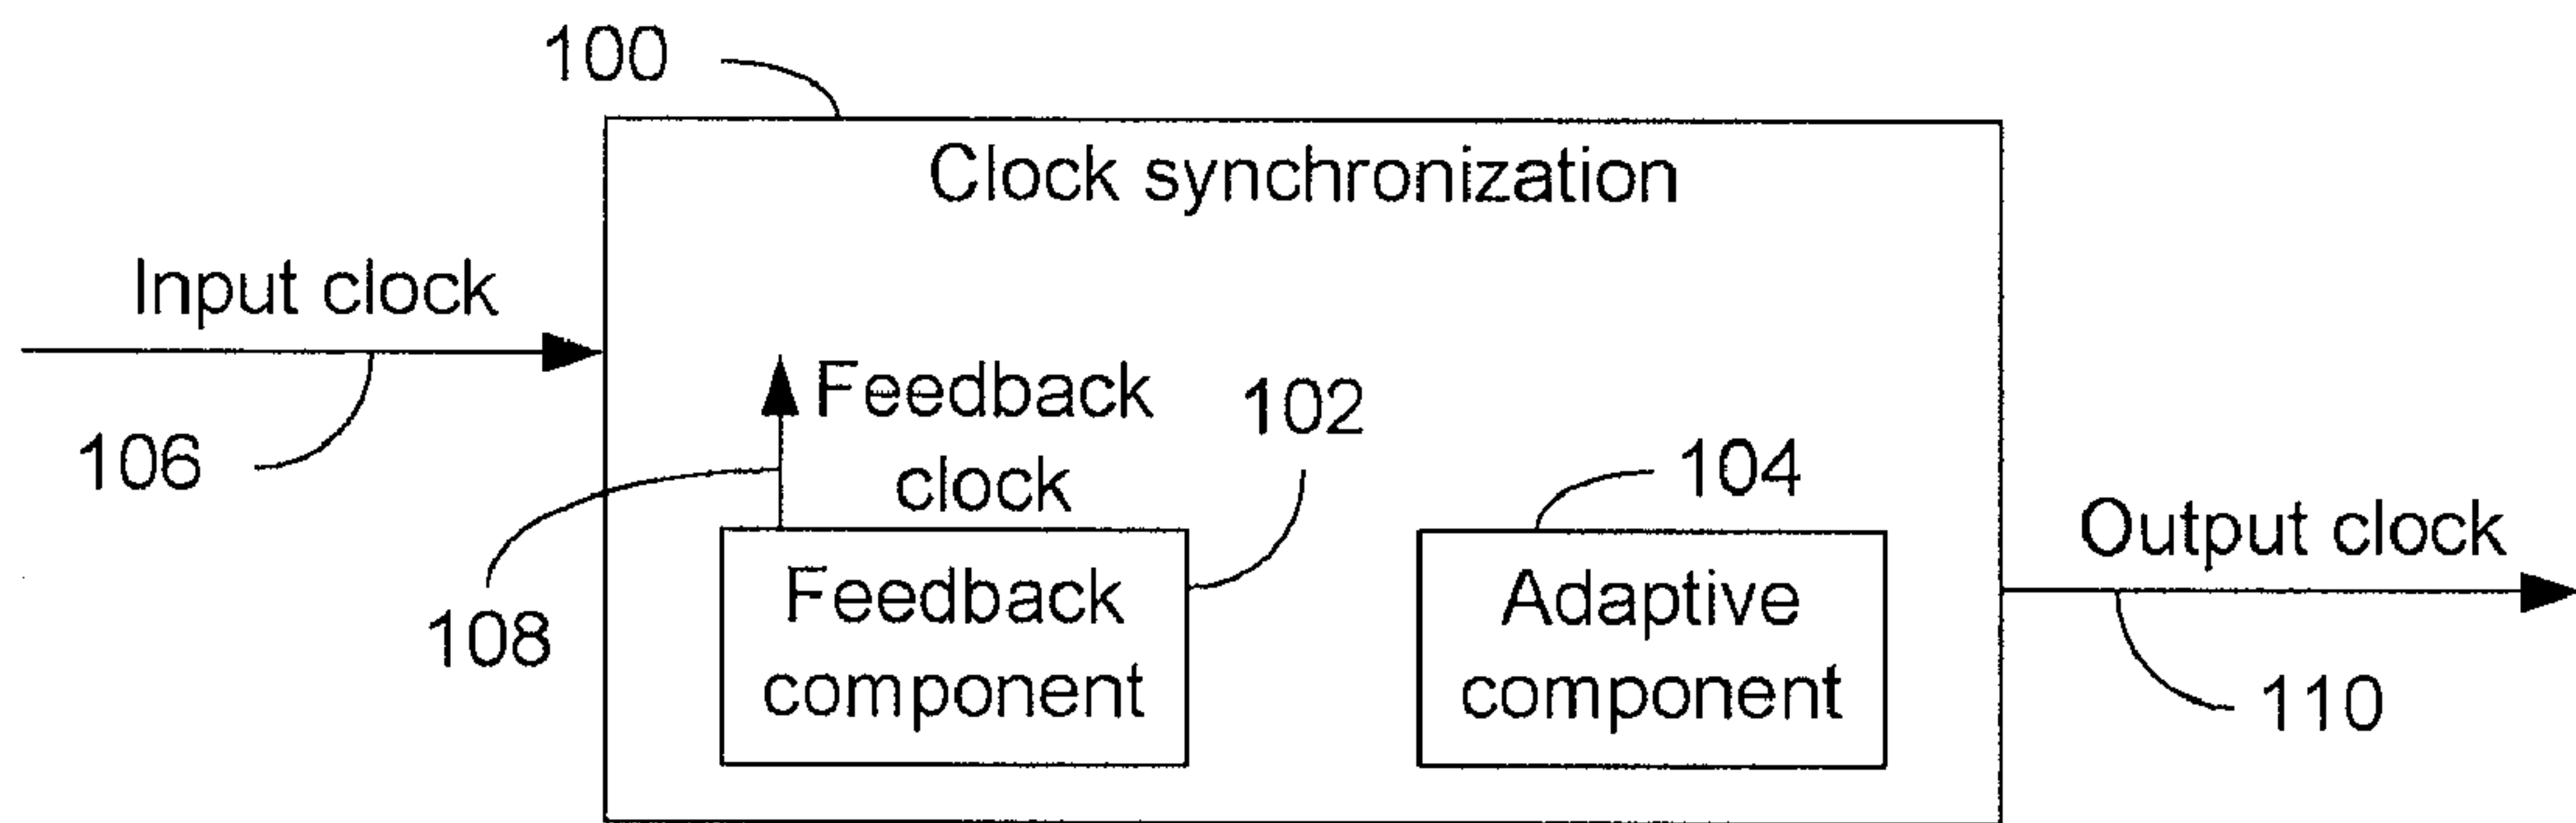 100
Clock synchronization
Input clock
106
Feedback
clock
102
104
108
Feedback
component
Adaptive
component
Output clock
110